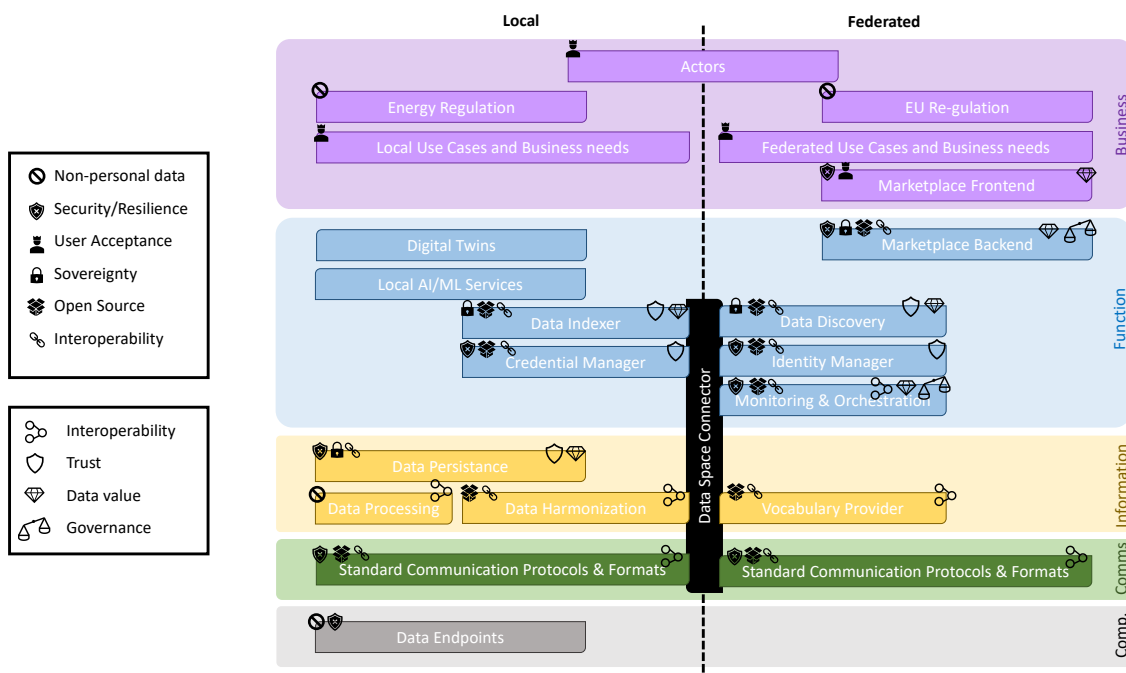 Local
Federated
Actors
Energy Regulation
EU Re-gulation
Local Use Cases and Business needs
Federated Use Cases and Business needs
Marketplace Frontend
Business
Non-personal data
Security/Resilience
User Acceptance
Sovereignty
Open Source
Interoperability
Digital Twins
Marketplace Backend
Local AI/ML Services
Data Indexer
Data Discovery
Credential Manager
Identity Manager
Monitoring & Orchestration
Function
Data Space Connector
Interoperability
Trust
Data value
Governance
Data Persistance
Data Processing
Data Harmonization
Vocabulary Provider
Information
Standard Communication Protocols & Formats
Standard Communication Protocols & Formats
Comms
Data Endpoints
Comp.